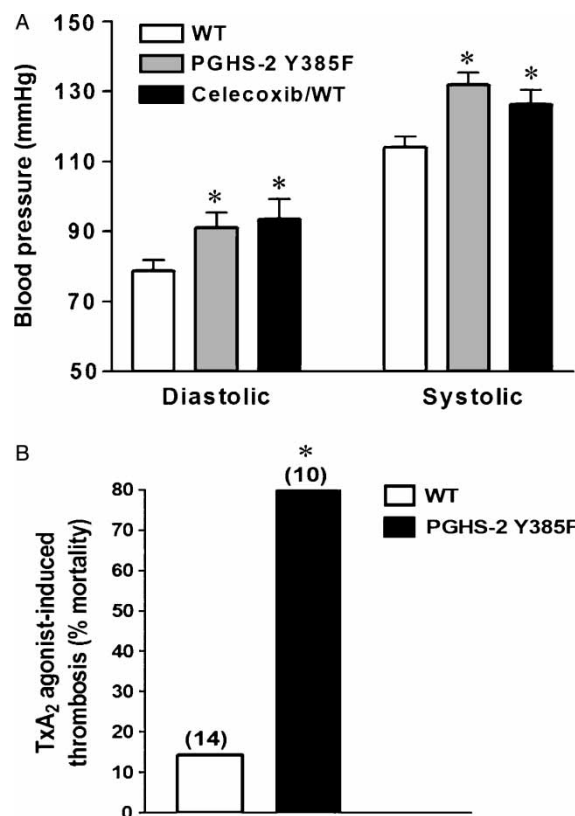 A
WT
PGHS-2 Y385F
Celecoxib/WT
Blood pressure (mmHg)
150
130
110
90
70
50
*
*
*
*
Diastolic
Systolic
B
WT
PGHS-2 Y385F
TxA₂ agonist-induced
thrombosis (% mortality)
80
70
60
50
40
30
20
10
0
*
(10)
(14)